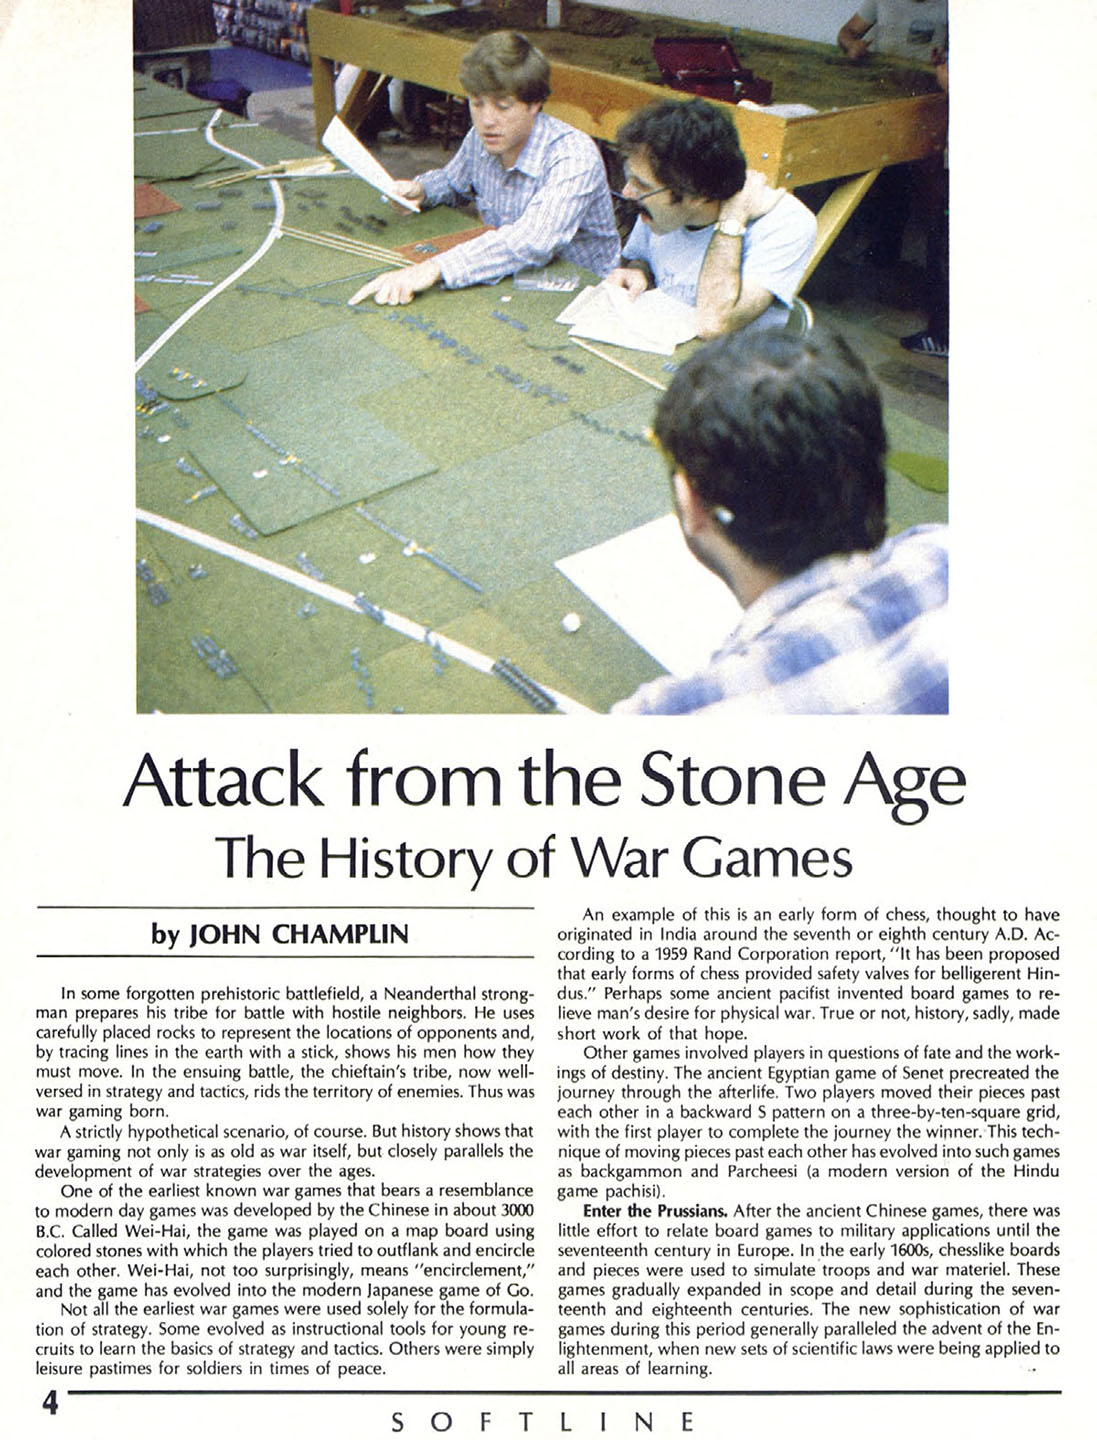 Attack from the Stone Age
The History of War Games
by JOHN CHAMPLIN
In some forgotten prehistoric battlefield, a Neanderthal strong-
man prepares his tribe for battle with hostile neighbors. He uses
carefully placed rocks to represent the locations of opponents and,
by tracing lines in the earth with a stick, shows his men how they
must move. In the ensuing battle, the chieftain's tribe, now well-
versed in strategy and tactics, rids the territory of enemies. Thus was
war gaming born.
A strictly hypothetical scenario, of course. But history shows that
war gaming not only is as old as war itself, but closely parallels the
development of war strategies over the ages.
One of the earliest known war games that bears a resemblance
to modern day games was developed by the Chinese in about 3000
B.C. Called Wei-Hai, the game was played on a map board using
colored stones with which the players tried to outflank and encircle
each other. Wei-Hai, not too surprisingly, means "encirclement,"
and the game has evolved into the modern Japanese game of Go.
Not all the earliest war games were used solely for the formula-
tion of strategy. Some evolved as instructional tools for young re-
cruits to learn the basics of strategy and tactics. Others were simply
leisure pastimes for soldiers in times of peace.
An example of this is an early form of chess, thought to have
originated in India around the seventh or eighth century A.D. Ac-
cording to a 1959 Rand Corporation report, "It has been proposed
that early forms of chess provided safety valves for belligerent Hin-
dus." Perhaps some ancient pacifist invented board games to re-
lieve man's desire for physical war. True or not, history, sadly, made
short work of that hope.
Other games involved players in questions of fate and the work-
ings of destiny. The ancient Egyptian game of Senet precreated the
journey through the afterlife. Two players moved their pieces past
each other in a backward S pattern on a three-by-ten-square grid,
with the first player to complete the journey the winner. This tech-
nique of moving pieces past each other has evolved into such games
as backgammon and Parcheesi (a modern version of the Hindu
game pachisi).
Enter the Prussians. After the ancient Chinese games, there was
little effort to relate board games to military applications until the
seventeenth century in Europe. In the early 1600s, chesslike boards
and pieces were used to simulate troops and war materiel. These
games gradually expanded in scope and detail during the seven-
teenth and eighteenth centuries. The new sophistication of war
games during this period generally paralleled the advent of the En-
lightenment, when new sets of scientific laws were being applied to
all areas of learning.
4
SOFTLINE